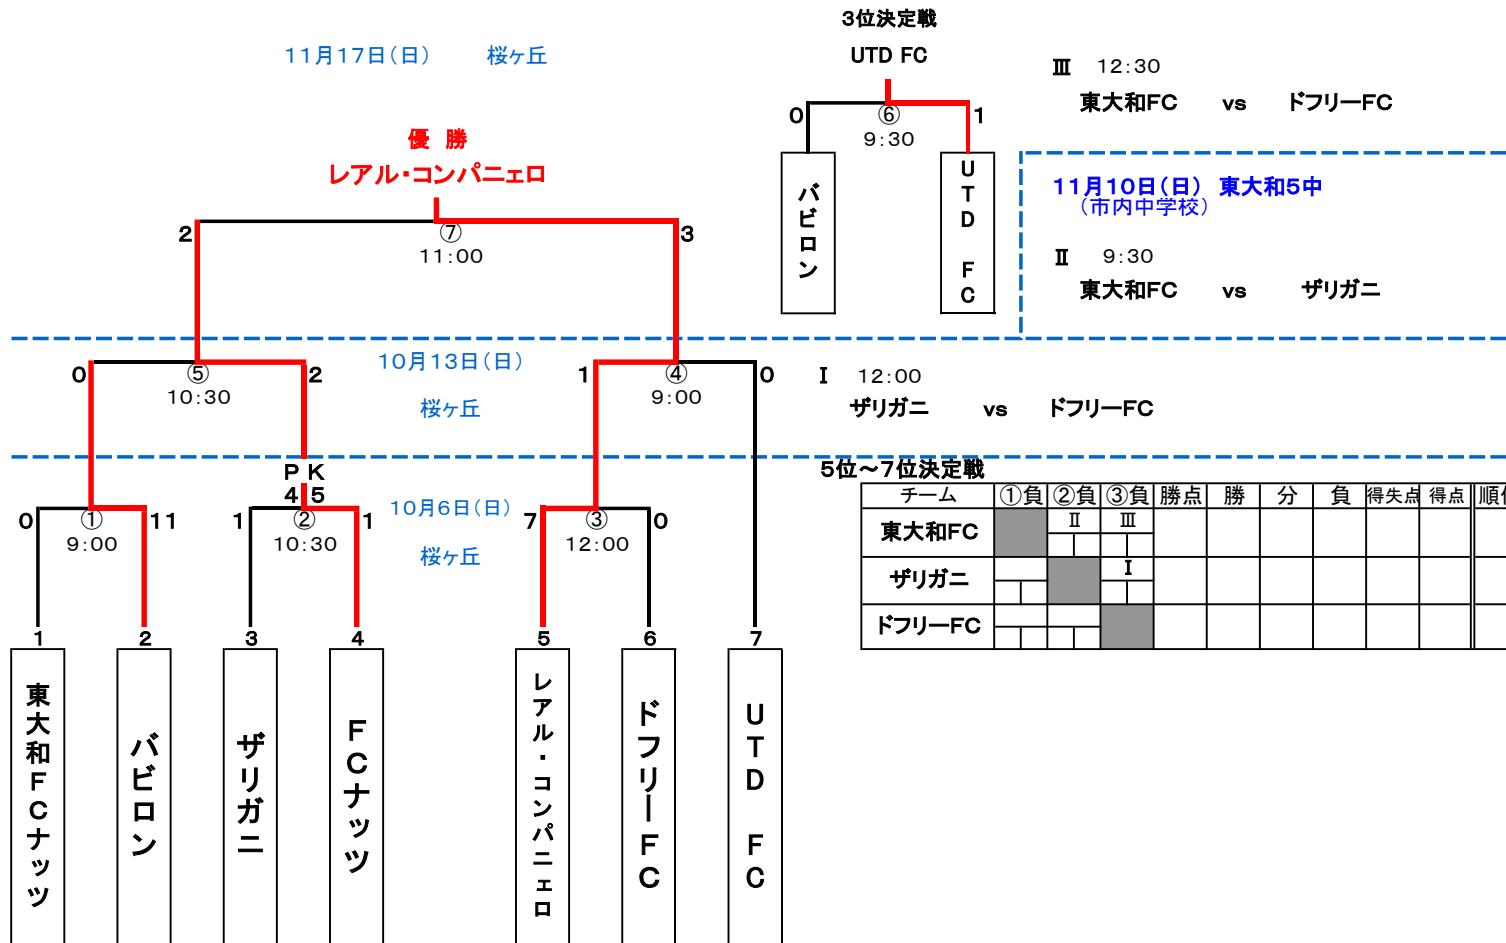 3位決定戦
11月17日(日) 桜ヶ丘
UTD FC
Ⅲ 12:30
東大和FC vs ドフリーFC
0 ⑥ 1
9:30
優 勝
レアル・コンパニェロ
バビロン
UTD FC
11月10日(日) 東大和5中
(市内中学校)
2 ⑦ 3
11:00
Ⅱ 9:30
東大和FC vs ザリガニ
10月13日(日)
0 ⑤ 2
10:30
1 ④ 0
9:00
桜ヶ丘
Ⅰ 12:00
ザリガニ vs ドフリーFC
PK
4 5
10月6日(日)
0 ① 11
9:00
1 ② 1
10:30
7 ③ 0
12:00
桜ヶ丘
5位～7位決定戦
チーム ①負 ②負 ③負 勝点 勝 分 負 得失点 得点
東大和FC Ⅱ Ⅲ
ザリガニ Ⅰ
ドフリーFC
1 2 3 4 5 6 7
東大和FCナッツ
バビロン
ザリガニ
FCナッツ
レアル・コンパニェロ
ドフリーFC
UTD FC